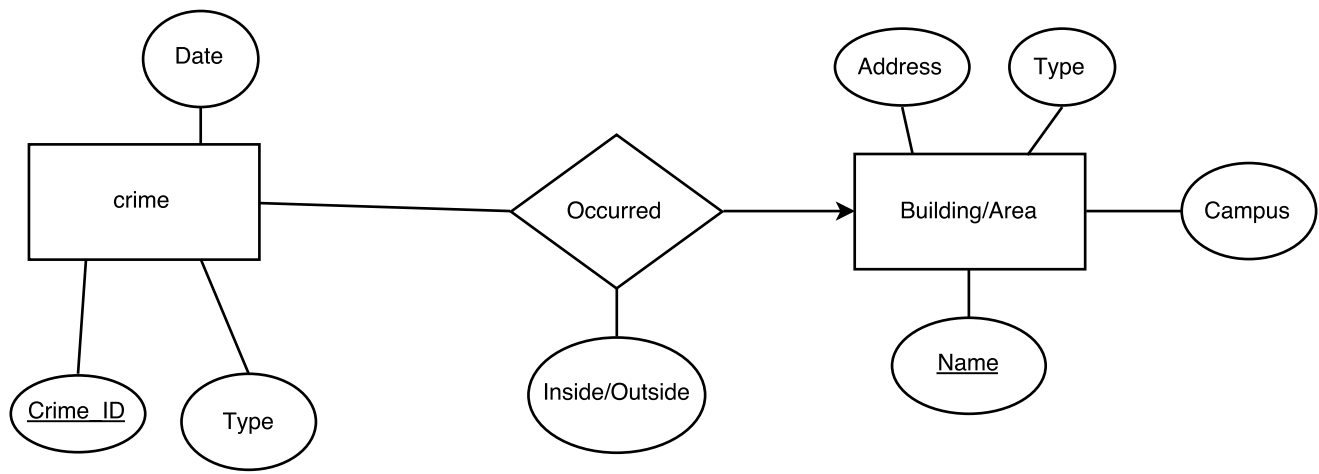 Date
Address
Type
crime
Occurred
Building/Area
Campus
Crime_ID
Type
Inside/Outside
Name